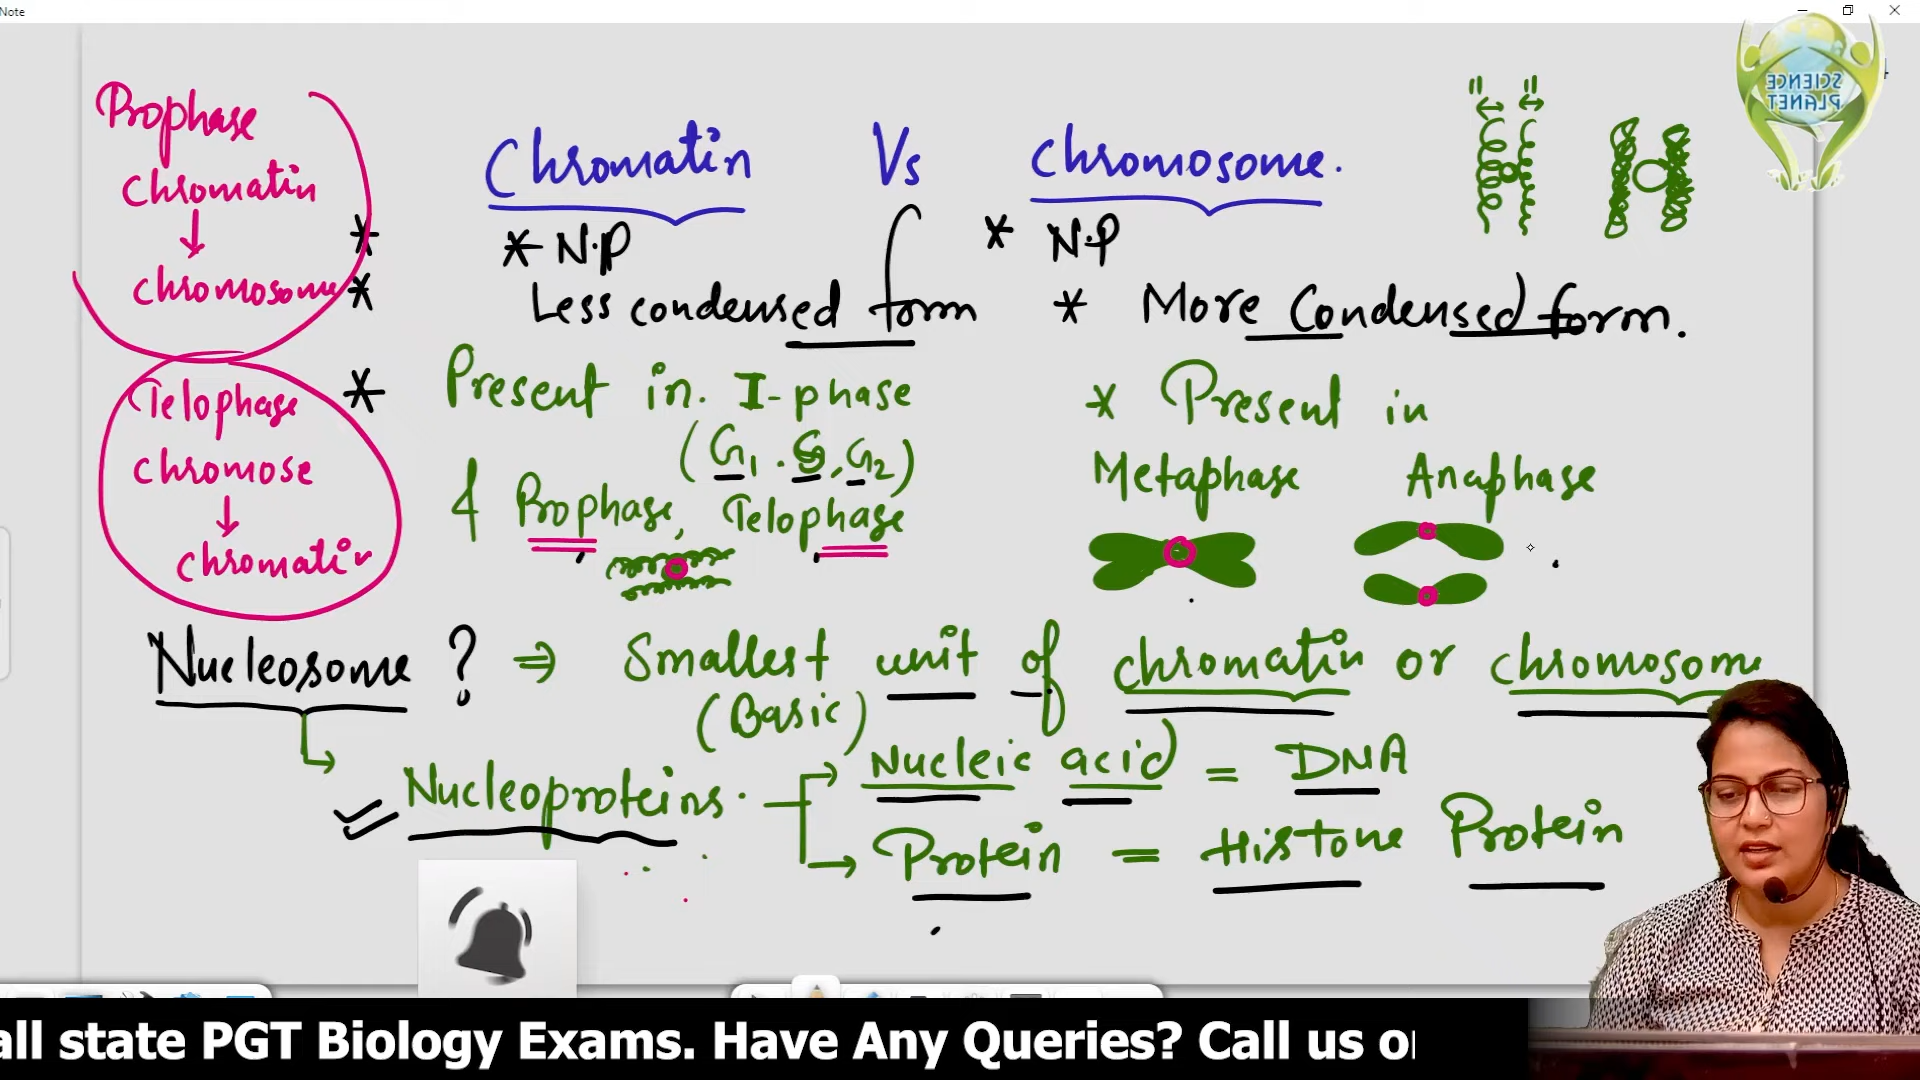 Note
Prophase
Chromatin
↓
Chromosome
Chromatin Vs Chromosome.
* N.P
* N.P
* Less condensed form
* More Condensed form.
* Present in. I-phase
(G1 . S, G2)
& Prophase, Telophase
* Present in
Metaphase Anaphase
Telophase
Chromose
↓
Chromatin
Nucleosome ? ⇒ Smallest unit of chromatin or chromosome
(Basic)
Nucleoproteins. → Nucleic acid = DNA
→ Protein = Histone Protein
SCIENCE
PLANET
all state PGT Biology Exams. Have Any Queries? Call us o